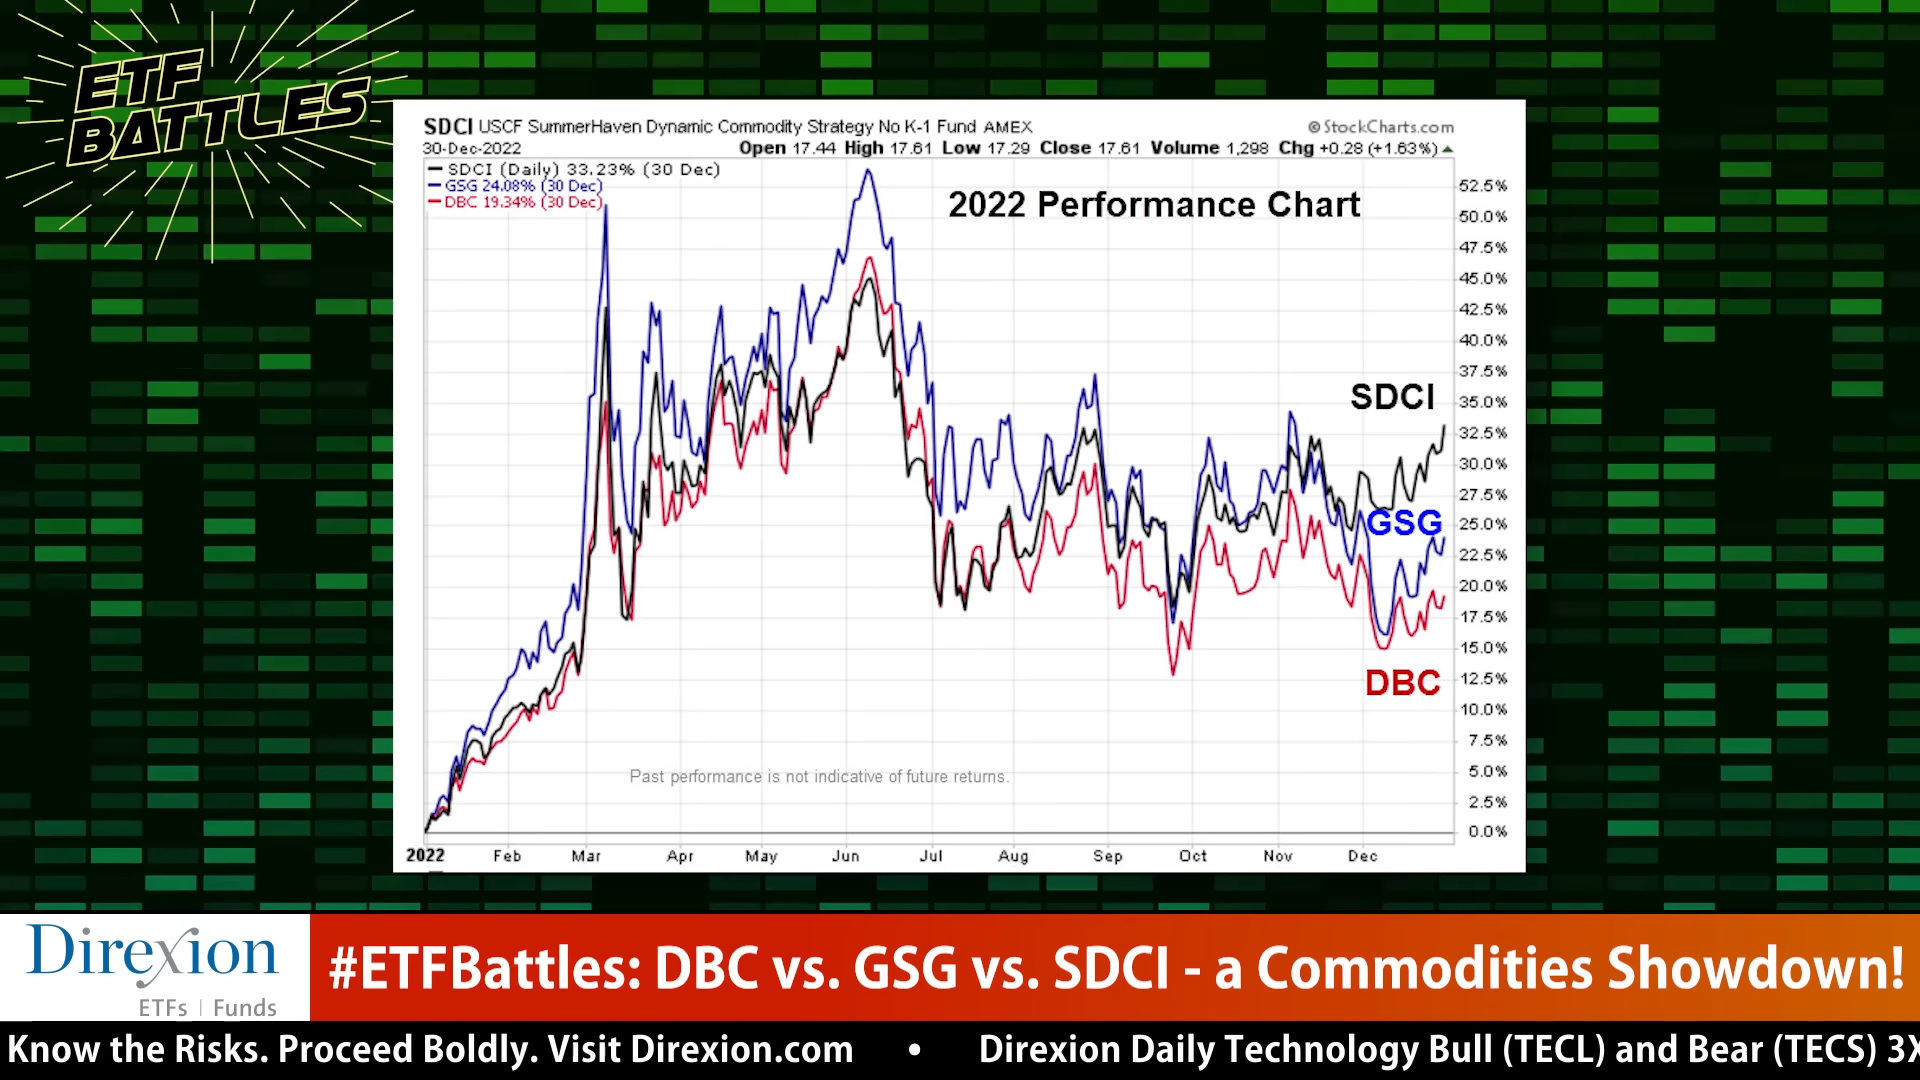 ETF
BATTLES
SDCI USCF SummerHaven Dynamic Commodity Strategy No K-1 Fund AMEX
© StockCharts.com
30-Dec-2022
Open 17.44 High 17.61 Low 17.29 Close 17.61 Volume 1,298 Chg +0.28 (+1.63%)
SDCI (Daily) 33.23% (30 Dec)
GSG 24.08% (30 Dec)
DBC 19.34% (30 Dec)
2022 Performance Chart
52.5%
50.0%
47.5%
45.0%
42.5%
40.0%
37.5%
35.0%
32.5%
30.0%
27.5%
25.0%
22.5%
20.0%
17.5%
15.0%
12.5%
10.0%
7.5%
5.0%
2.5%
0.0%
SDCI
GSG
DBC
Past performance is not indicative of future returns.
2022 Feb Mar Apr May Jun Jul Aug Sep Oct Nov Dec
Direxion
ETFs | Funds
#ETFBattles: DBC vs. GSG vs. SDCI - a Commodities Showdown!
Know the Risks. Proceed Boldly. Visit Direxion.com • Direxion Daily Technology Bull (TECL) and Bear (TECS) 3X